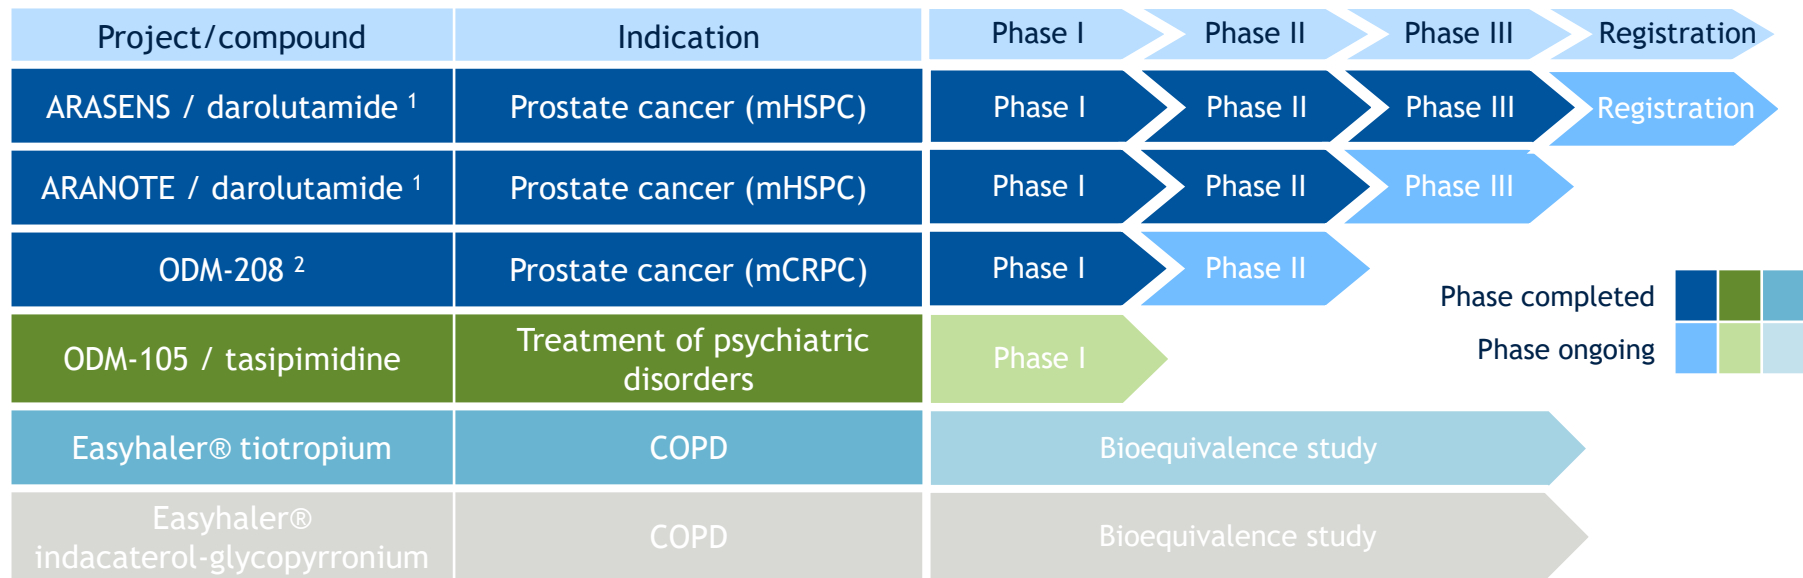 Project/compound Indication Phase I Phase II Phase III Registration
ARASENS / darolutamide ¹ Prostate cancer (mHSPC) Phase I Phase II Phase III Registration
ARANOTE / darolutamide ¹ Prostate cancer (mHSPC) Phase I Phase II Phase III
ODM-208 ² Prostate cancer (mCRPC) Phase I Phase II
Phase completed
Phase ongoing
ODM-105 / tasipimidine
Treatment of psychiatric
disorders
Phase I
Easyhaler® tiotropium COPD Bioequivalence study
Easyhaler®
indacaterol-glycopyrronium
COPD Bioequivalence study